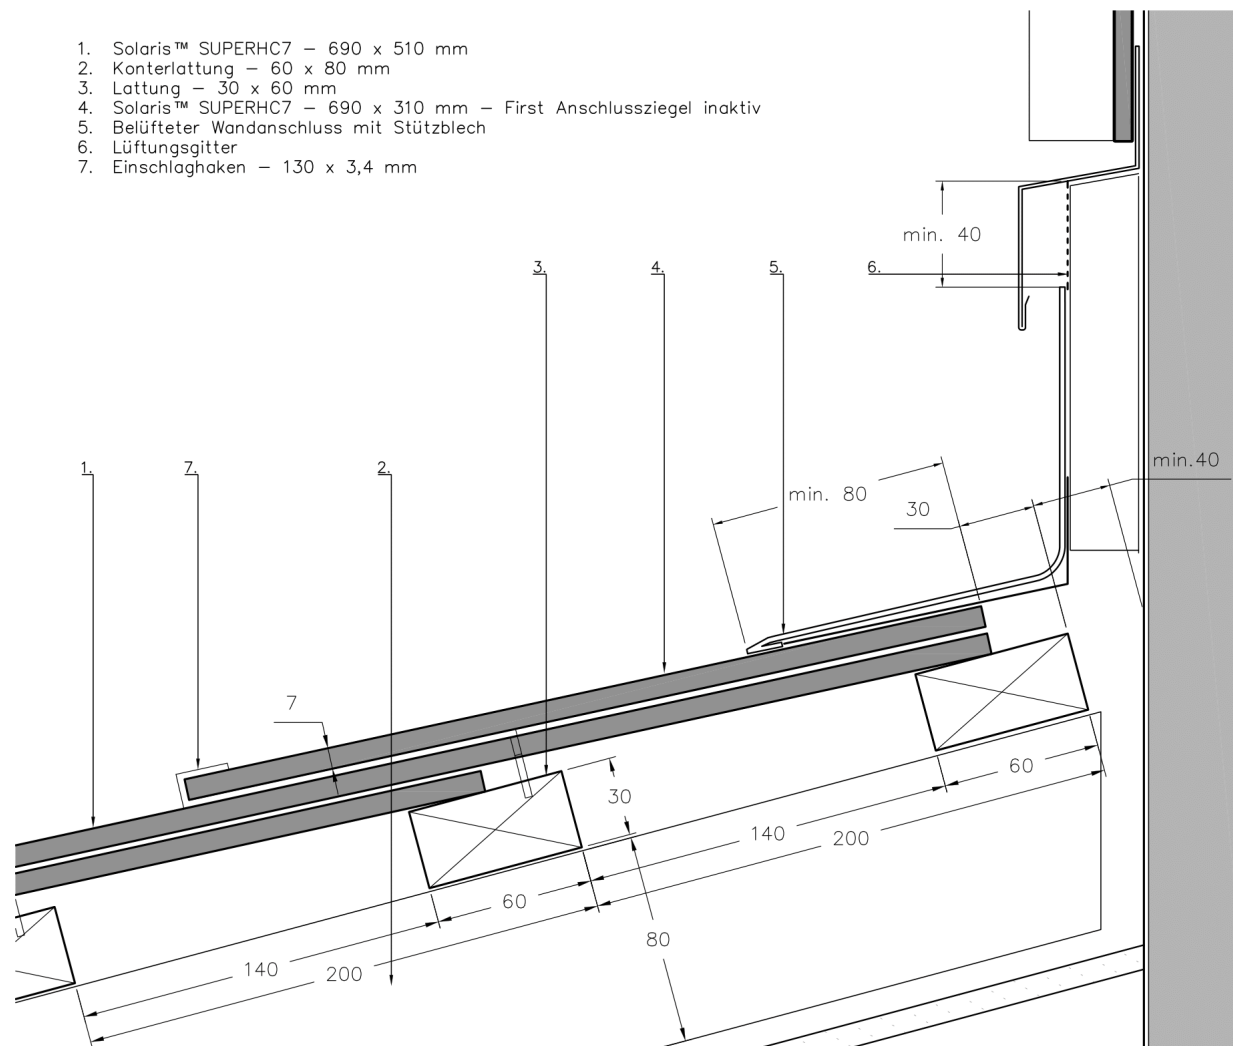 1. Solaris™ SUPERHC7 – 690 x 510 mm
2. Konterlattung – 60 x 80 mm
3. Lattung – 30 x 60 mm
4. Solaris™ SUPERHC7 – 690 x 310 mm – First Anschlussziegel inaktiv
5. Belüfteter Wandanschluss mit Stützblech
6. Lüftungsgitter
7. Einschlaghaken – 130 x 3,4 mm
min. 40
3.
4.
5.
6.
1.
7.
2.
min. 80
30
min.40
7
30
60
140
200
60
80
140
200